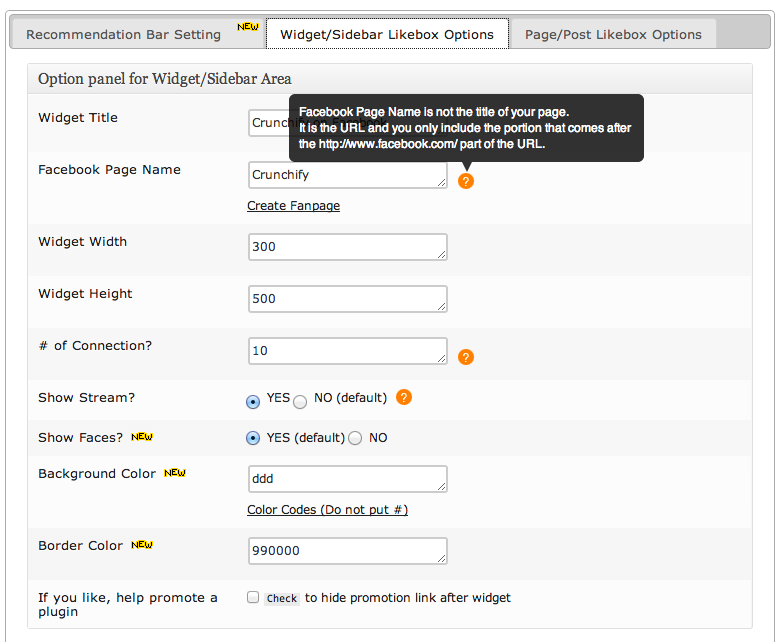 Recommendation Bar Setting NEW Widget/Sidebar Likebox Options Page/Post Likebox Options
Option panel for Widget/Sidebar Area
Widget Title
Facebook Page Name is not the title of your page.
It is the URL and you only include the portion that comes after
the http://www.facebook.com/ part of the URL.
Facebook Page Name Crunchify ?
Create Fanpage
Widget Width 300
Widget Height 500
# of Connection? 10 ?
Show Stream? YES NO (default) ?
Show Faces? NEW YES (default) NO
Background Color NEW ddd
Color Codes (Do not put #)
Border Color NEW 990000
If you like, help promote a Check to hide promotion link after widget
plugin